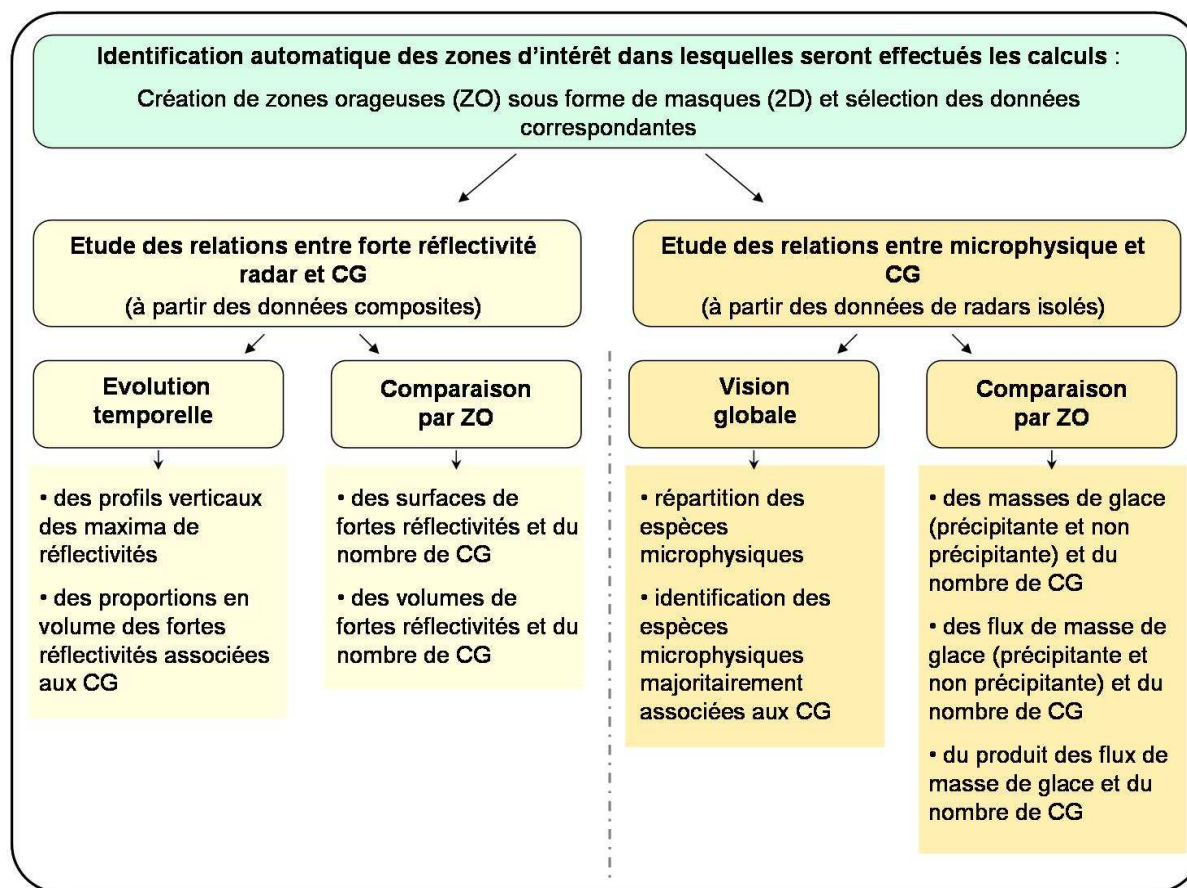 Identification automatique des zones d'intérêt dans lesquelles seront effectués les calculs :
Création de zones orageuses (ZO) sous forme de masques (2D) et sélection des données
correspondantes
Etude des relations entre forte réflectivité
radar et CG
(à partir des données composites)
Evolution
temporelle
• des profils verticaux
des maxima de
réflectivités
• des proportions en
volume des fortes
réflectivités associées
aux CG
Comparaison
par ZO
• des surfaces de
fortes réflectivités et du
nombre de CG
• des volumes de
fortes réflectivités et du
nombre de CG
Etude des relations entre microphysique et
CG
(à partir des données de radars isolés)
Vision
globale
• répartition des
espèces
microphysiques
• identification des
espèces
microphysiques
majoritairement
associées aux CG
Comparaison
par ZO
• des masses de glace
(précipitante et non
précipitante) et du
nombre de CG
• des flux de masse de
glace (précipitante et
non précipitante) et du
nombre de CG
• du produit des flux de
masse de glace et du
nombre de CG